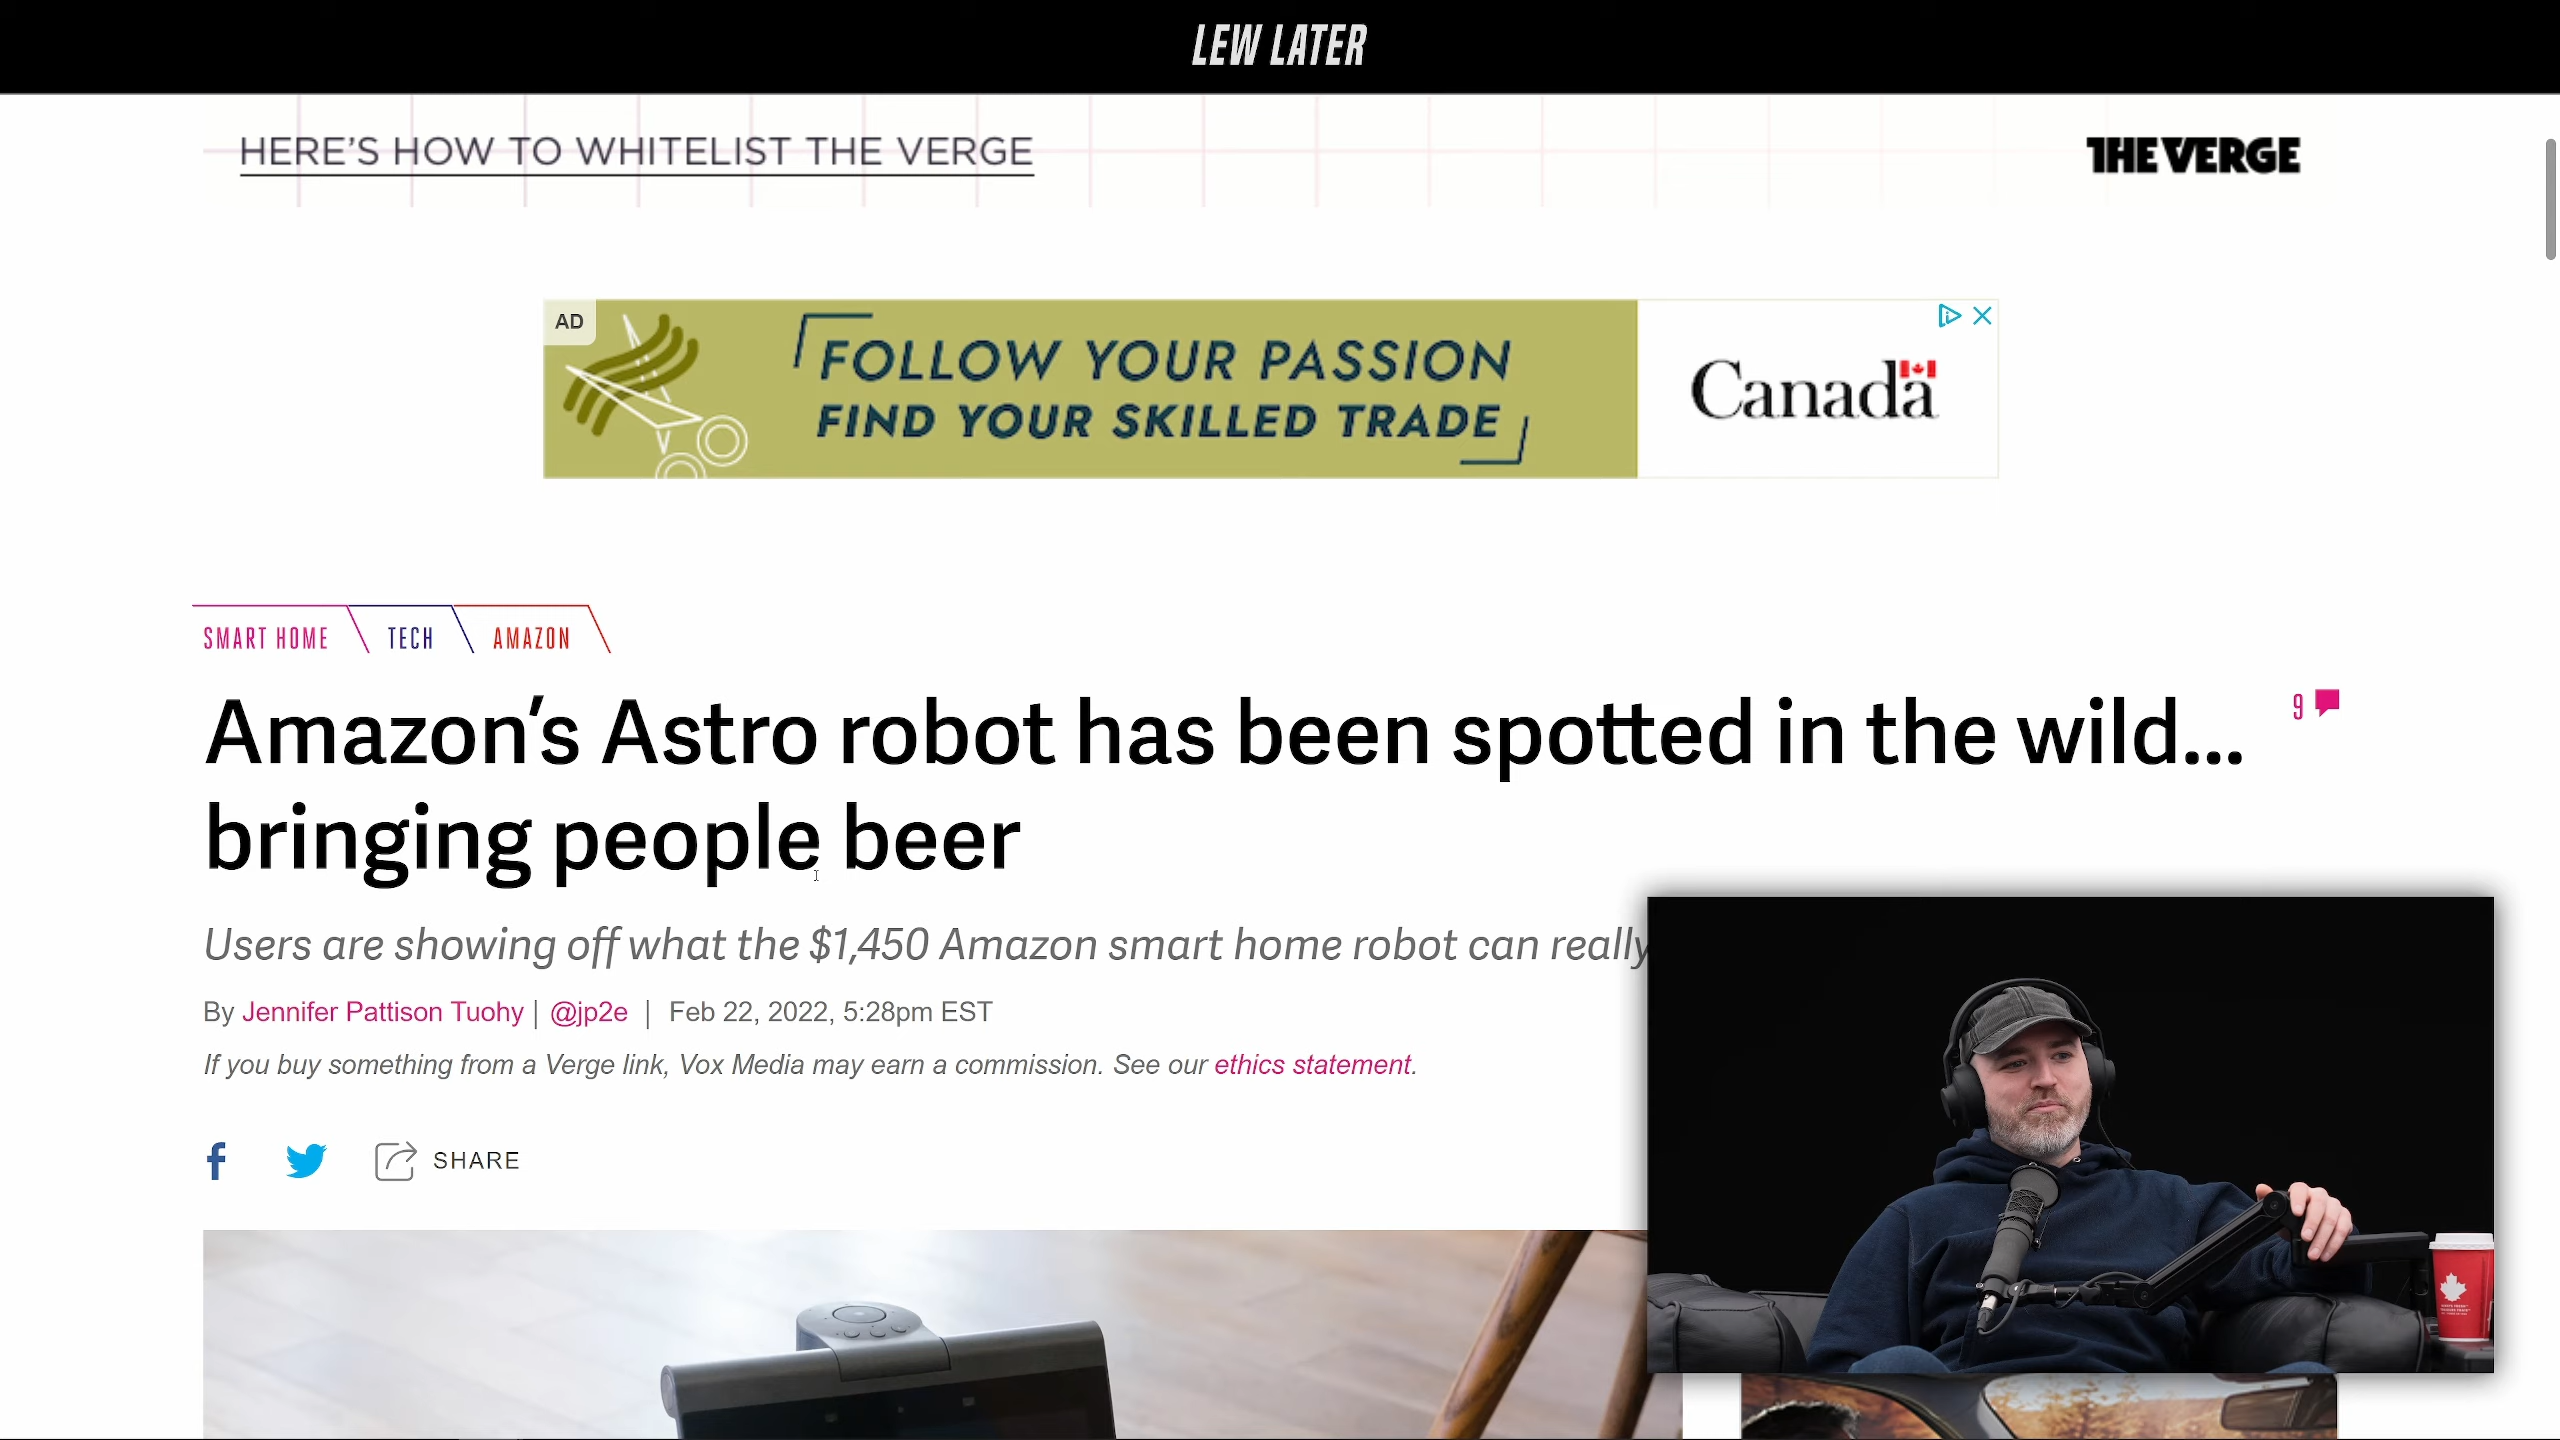 LEW LATER
HERE'S HOW TO WHITELIST THE VERGE
THE VERGE
AD
FOLLOW YOUR PASSION
FIND YOUR SKILLED TRADE
Canada
SMART HOME
TECH
AMAZON
Amazon’s Astro robot has been spotted in the wild...
bringing people beer
9
Users are showing off what the $1,450 Amazon smart home robot can really
By Jennifer Pattison Tuohy | @jp2e | Feb 22, 2022, 5:28pm EST
If you buy something from a Verge link, Vox Media may earn a commission. See our ethics statement.
SHARE